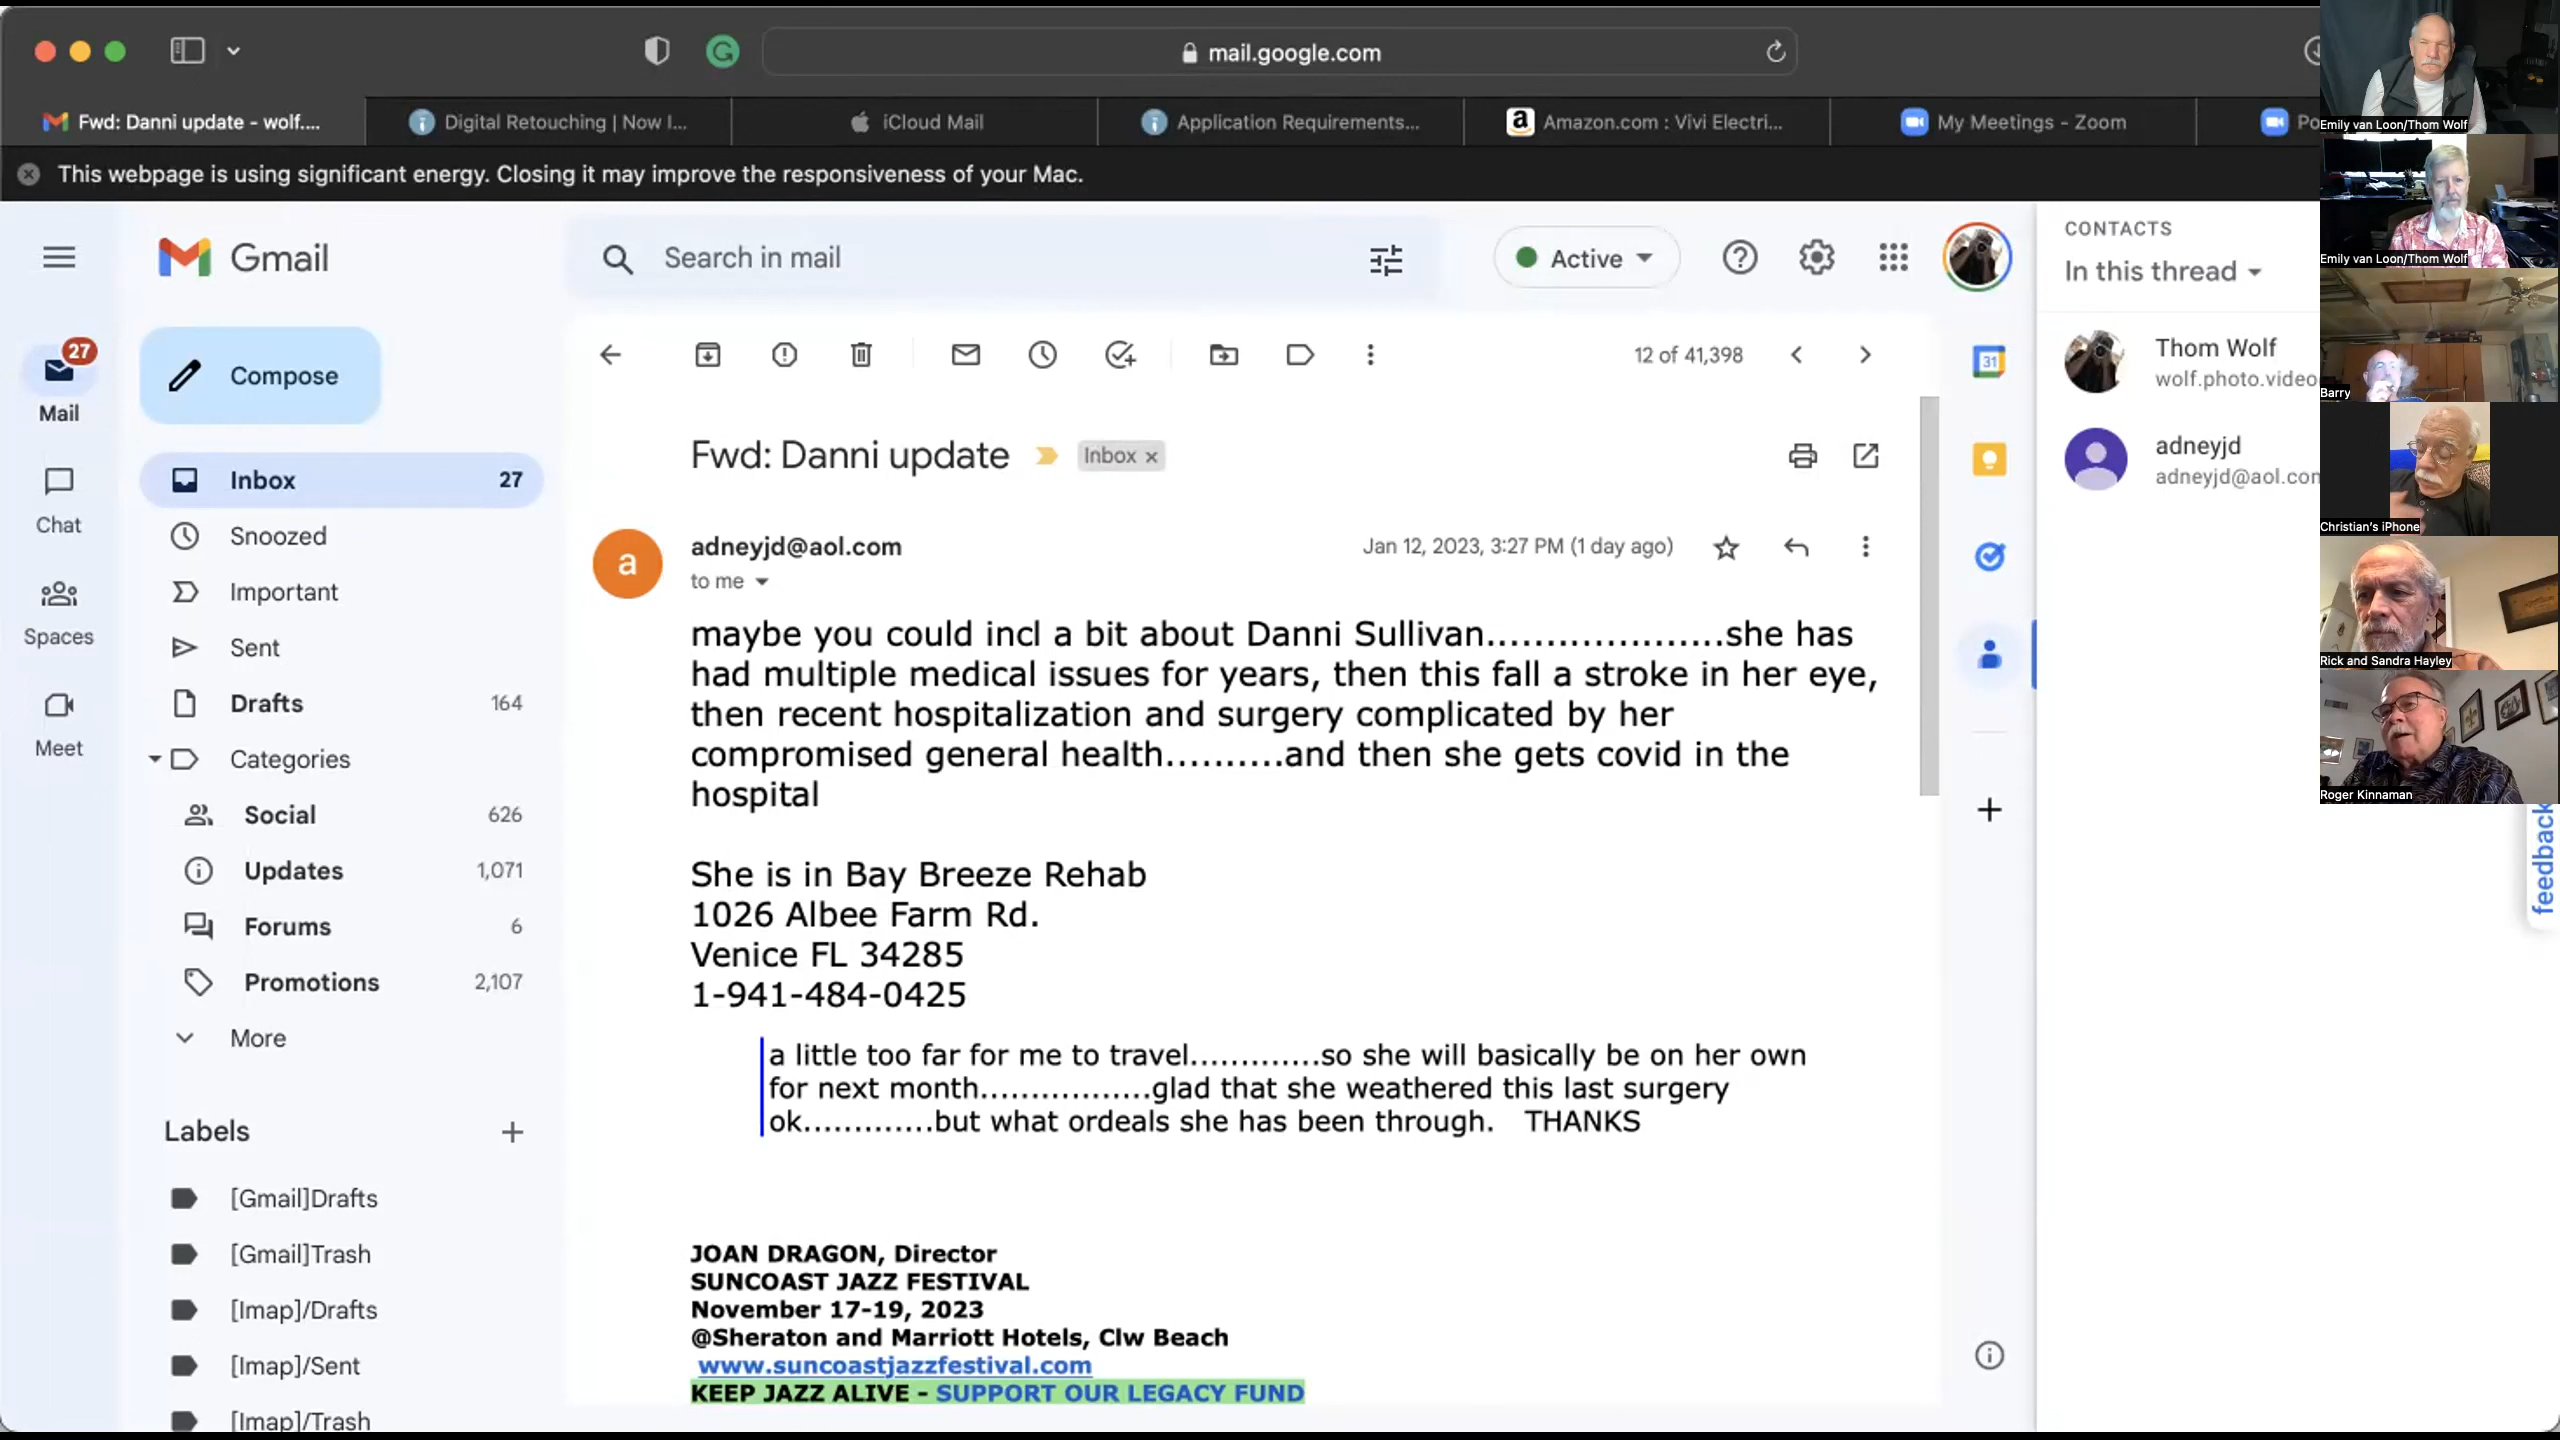 mail.google.com
Fwd: Danni update - wolf....
Digital Retouching | Now I...
iCloud Mail
Application Requirements...
Amazon.com : Vivi Electri...
My Meetings - Zoom
Po
This webpage is using significant energy. Closing it may improve the responsiveness of your Mac.
Gmail
Search in mail
Active
27
Mail
Chat
Spaces
Meet
Compose
Inbox 27
Snoozed
Important
Sent
Drafts 164
Categories
Social 626
Updates 1,071
Forums 6
Promotions 2,107
More
Labels
[Gmail]Drafts
[Gmail]Trash
[Imap]/Drafts
[Imap]/Sent
[Imap]/Trash
12 of 41,398
Fwd: Danni update
Inbox x
a
adneyjd@aol.com
Jan 12, 2023, 3:27 PM (1 day ago)
to me
maybe you could incl a bit about Danni Sullivan....................she has
had multiple medical issues for years, then this fall a stroke in her eye,
then recent hospitalization and surgery complicated by her
compromised general health..........and then she gets covid in the
hospital
She is in Bay Breeze Rehab
1026 Albee Farm Rd.
Venice FL 34285
1-941-484-0425
a little too far for me to travel.............so she will basically be on her own
for next month.................glad that she weathered this last surgery
ok.............but what ordeals she has been through. THANKS
JOAN DRAGON, Director
SUNCOAST JAZZ FESTIVAL
November 17-19, 2023
@Sheraton and Marriott Hotels, Clw Beach
www.suncoastjazzfestival.com
KEEP JAZZ ALIVE - SUPPORT OUR LEGACY FUND
31
CONTACTS
In this thread
Thom Wolf
wolf.photo.video
adneyjd
adneyjd@aol.con
Emily van Loon/Thom Wolf
Emily van Loon/Thom Wolf
Barry
Christian's iPhone
Rick and Sandra Hayley
Roger Kinnaman
feedback